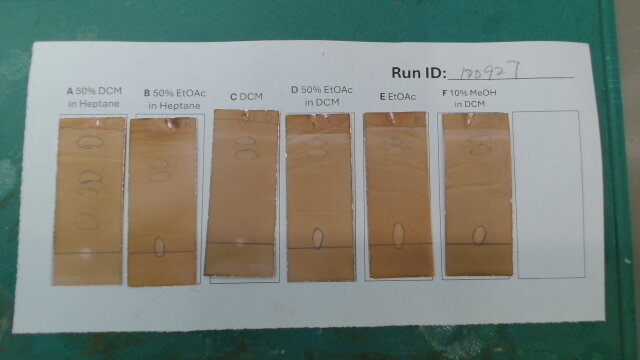 Run ID: 100927
A 50% DCM
in Heptane
B 50% EtOAc
in Heptane
C DCM
D 50% EtOAc
in DCM
E EtOAc
F 10% MeOH
in DCM